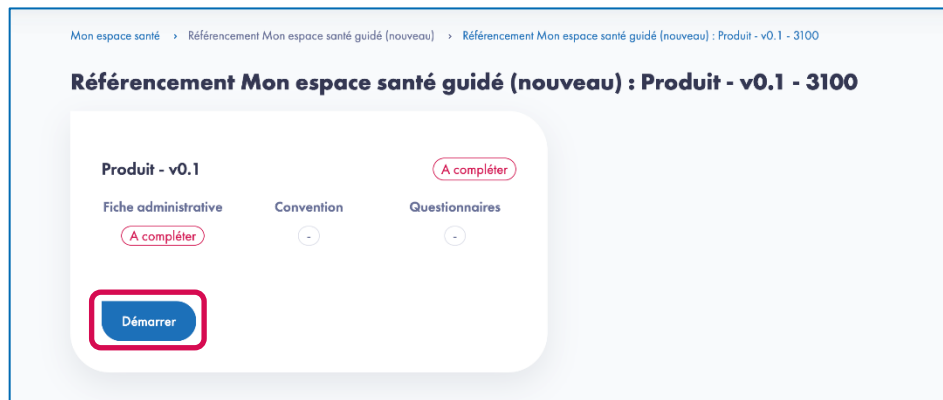 Mon espace santé › Référencement Mon espace santé guidé (nouveau) › Référencement Mon espace santé guidé (nouveau) : Produit - v0.1 - 3100
Référencement Mon espace santé guidé (nouveau) : Produit - v0.1 - 3100
Produit - v0.1 A compléter
Fiche administrative Convention Questionnaires
A compléter - -
Démarrer